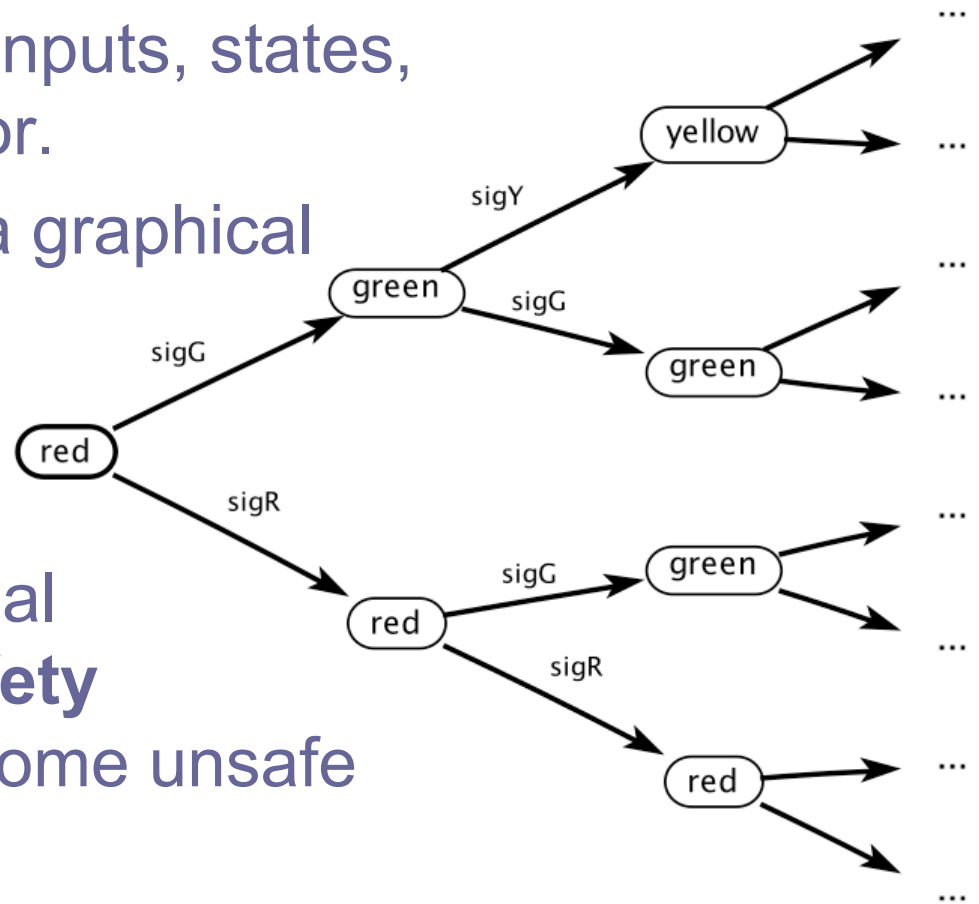 nputs, states,
or.
a graphical
al
ety
ome unsafe
red
sigG
sigR
green
red
sigY
sigG
sigG
sigR
yellow
green
green
red
...
...
...
...
...
...
...
...